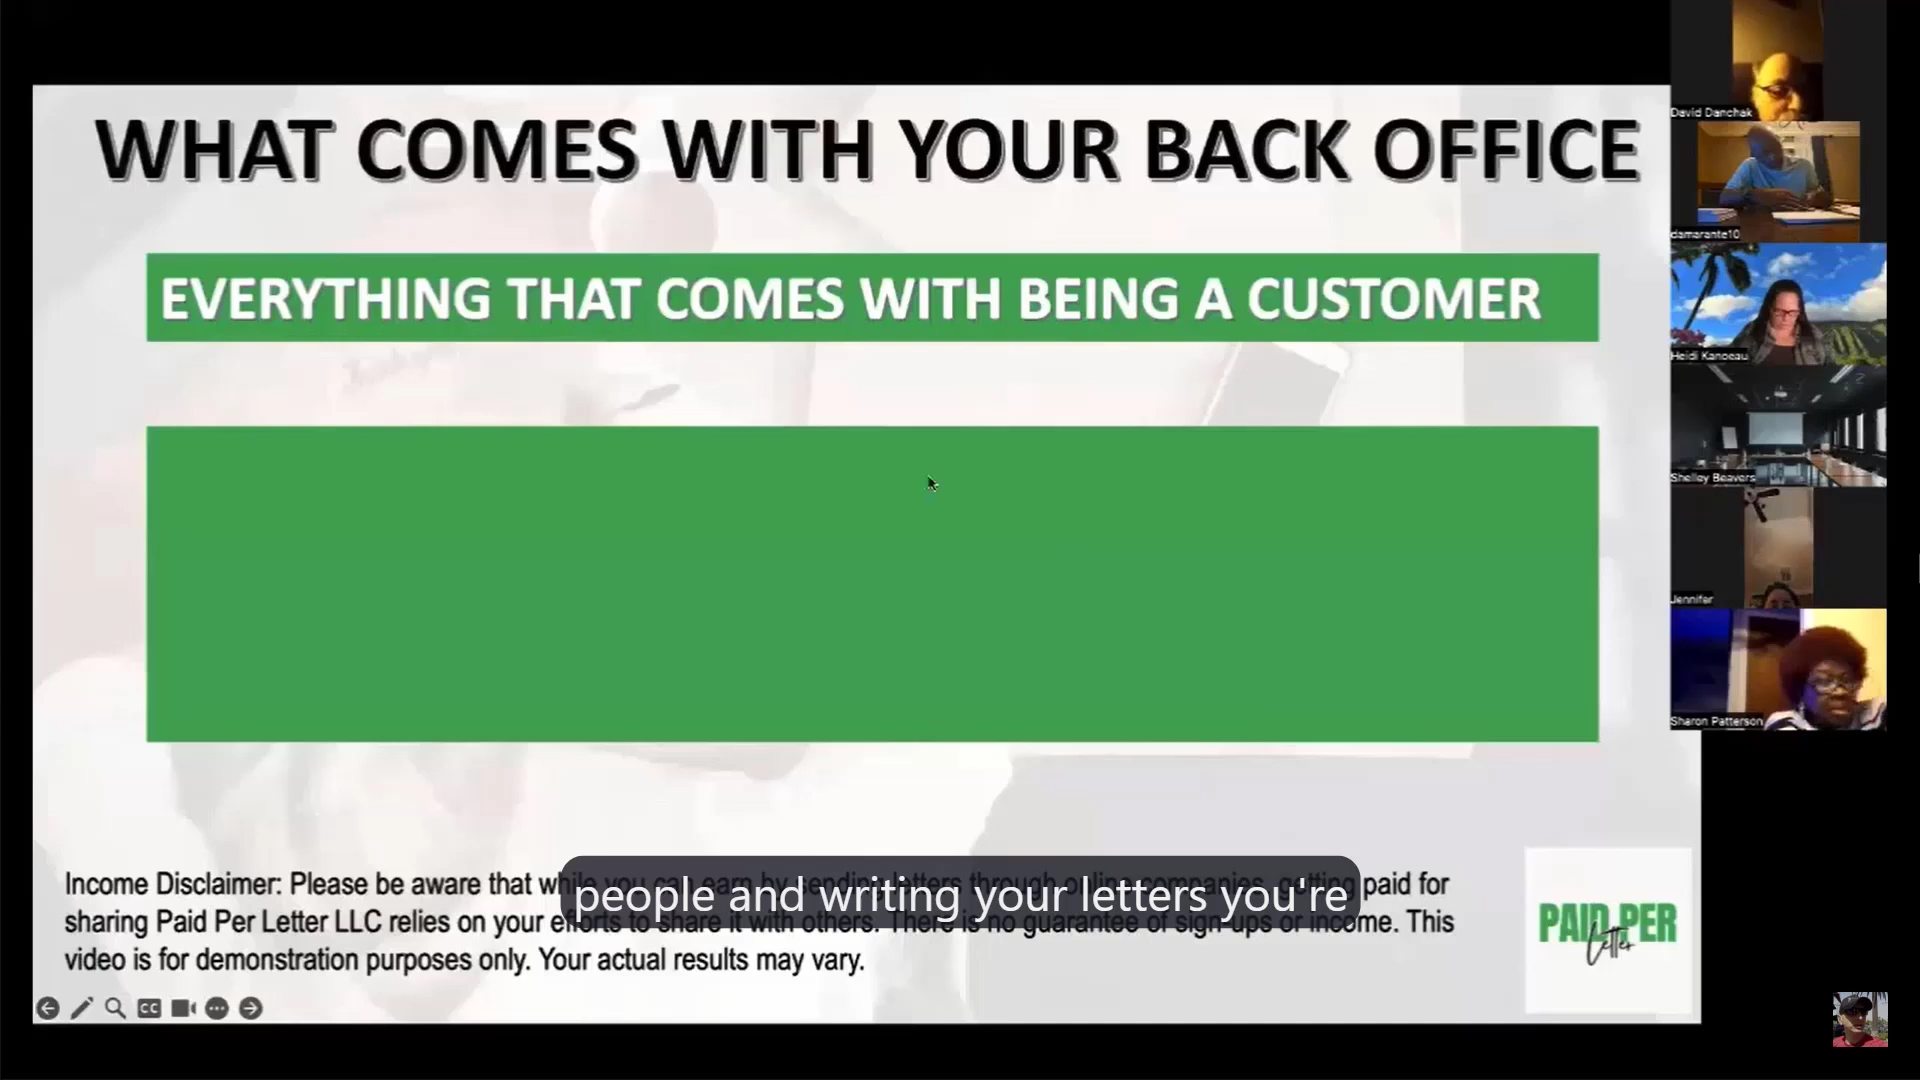 WHAT COMES WITH YOUR BACK OFFICE
EVERYTHING THAT COMES WITH BEING A CUSTOMER
Income Disclaimer: Please be aware that while you can earn by sending letters through online companies, getting paid for
sharing Paid Per Letter LLC relies on your efforts to share it with others. There is no guarantee of sign-ups or income. This
video is for demonstration purposes only. Your actual results may vary.
people and writing your letters you're
PAID PER
Letter
CC
David Danchak
damarante10
Heidi Kanoeau
Shelley Beavers
Jennifer
Sharon Patterson